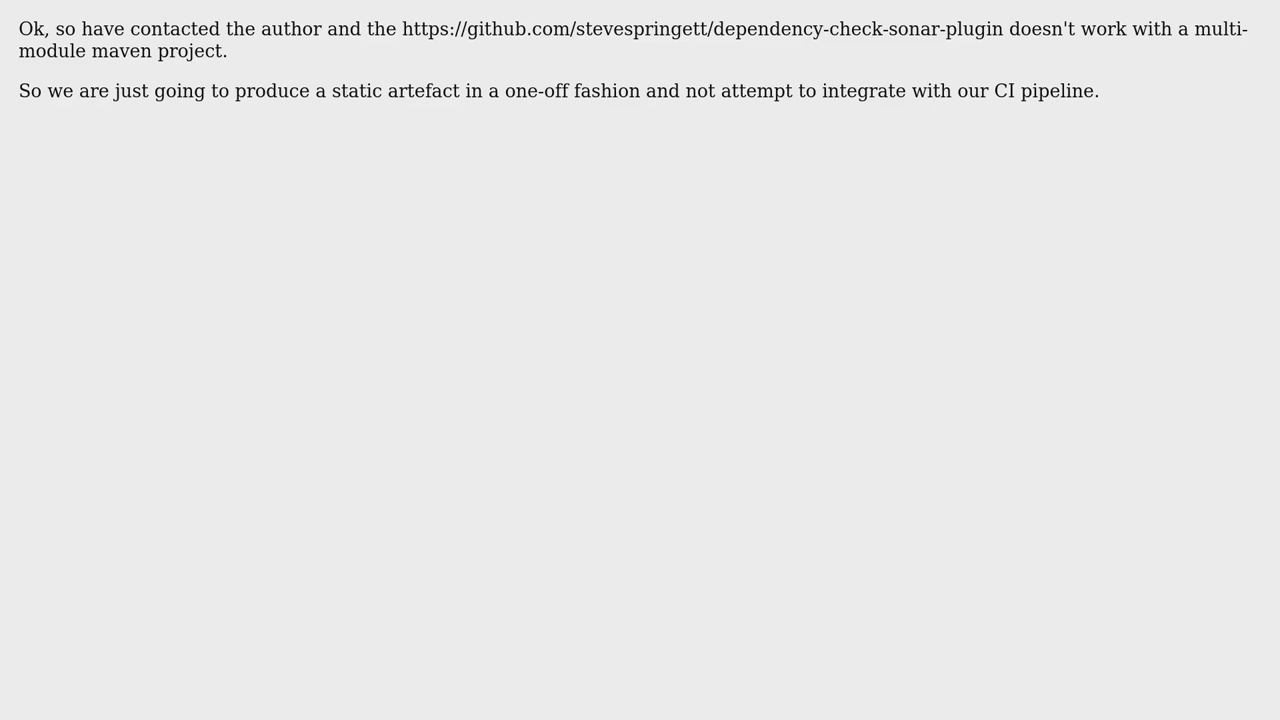 Ok, so have contacted the author and the https://github.com/stevespringett/dependency-check-sonar-plugin doesn't work with a multi-
module maven project.
So we are just going to produce a static artefact in a one-off fashion and not attempt to integrate with our CI pipeline.